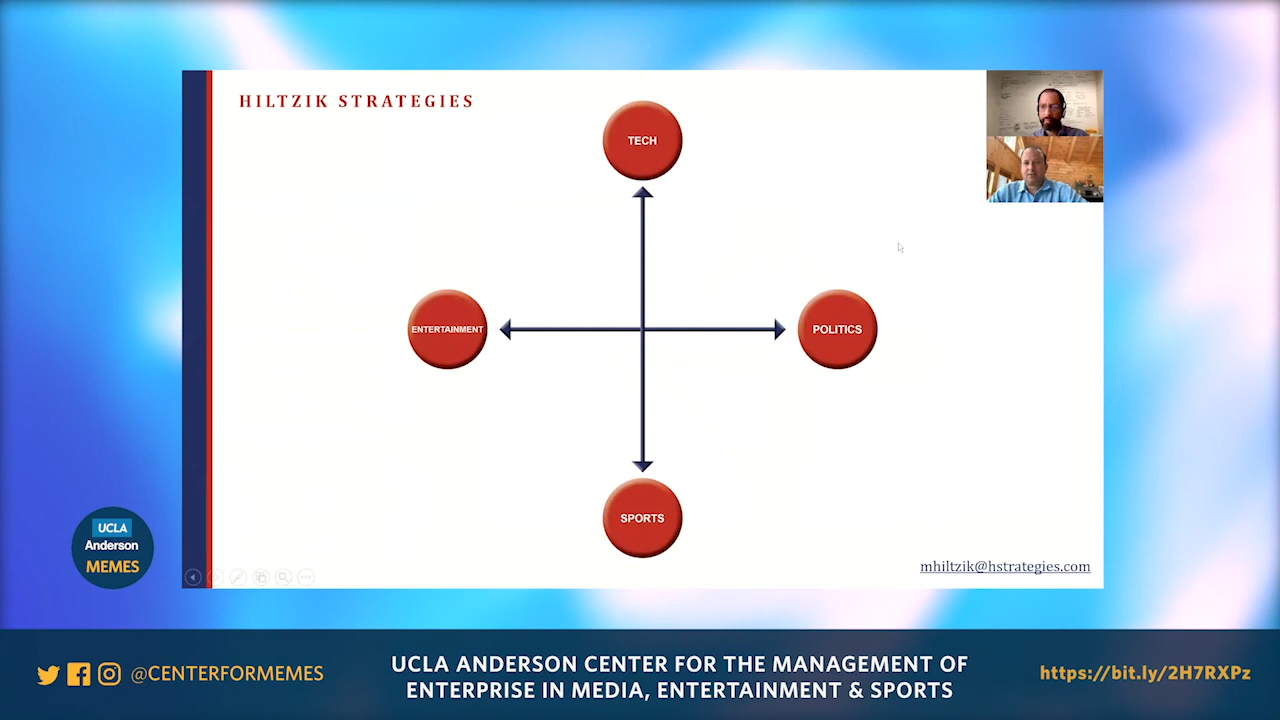 HILTZIK STRATEGIES
TECH
ENTERTAINMENT
POLITICS
SPORTS
mhiltzik@hstrategies.com
UCLA
Anderson
MEMES
@CENTERFORMEMES
UCLA ANDERSON CENTER FOR THE MANAGEMENT OF
ENTERPRISE IN MEDIA, ENTERTAINMENT & SPORTS
https://bit.ly/2H7RXPz